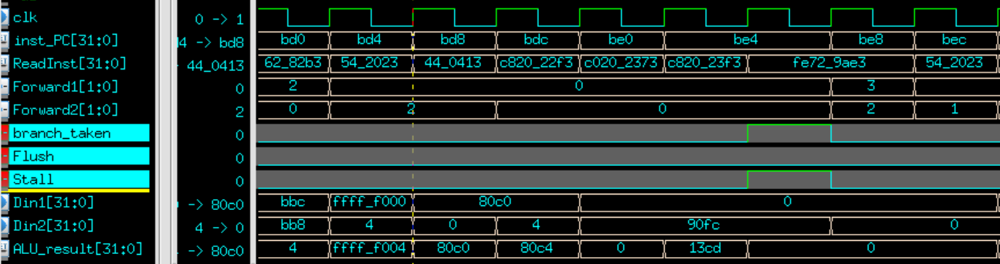 clk 0 -> 1
inst_PC[31:0] 4 -> bd8 bd0 bd4 bd8 bdc be0 be4 be8 bec
ReadInst[31:0] 44_0413 62_82b3 54_2023 44_0413 c820_22f3 c020_2373 c820_23f3 fe72_9ae3 54_2023
Forward1[1:0] 0 2 0 3
Forward2[1:0] 2 0 2 0 2 1
branch_taken 0
Flush 0
Stall 0
Din1[31:0] -> 80c0 bbc ffff_f000 80c0 0
Din2[31:0] 4 -> 0 bb8 4 0 4 90fc 0
ALU_result[31:0] -> 80c0 4 ffff_f004 80c0 80c4 0 13cd 0